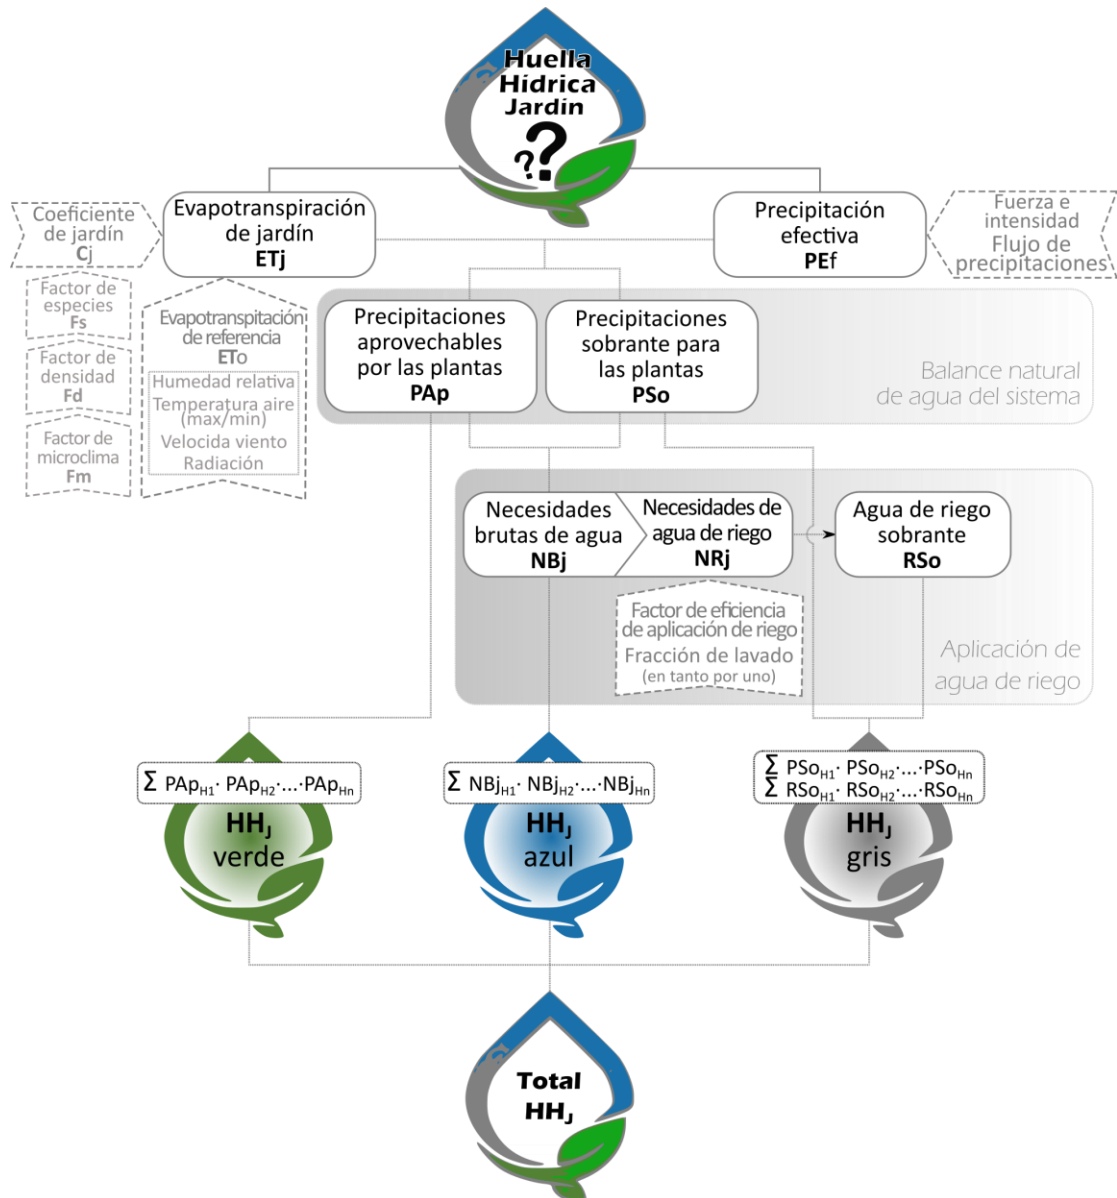 Huella
Hídrica
Jardín
???
Coeficiente
de jardín
Cj
Evapotranspiración
de jardín
ETj
Precipitación
efectiva
PEf
Fuerza e
intensidad
Flujo de
precipitaciones
Factor de
especies
Fs
Factor de
densidad
Fd
Factor de
microclima
Fm
Evapotranspitación
de referencia
ETo
Humedad relativa
Temperatura aire
(max/min)
Velocida viento
Radiación
Precipitaciones
aprovechables
por las plantas
PAp
Precipitaciones
sobrante para
las plantas
PSo
Balance natural
de agua del sistema
Necesidades
brutas de agua
NBj
Necesidades de
agua de riego
NRj
Agua de riego
sobrante
RSo
Factor de eficiencia
de aplicación de riego
Fracción de lavado
(en tanto por uno)
Aplicación de
agua de riego
Σ PApH1· PApH2·...·PApHn
HHJ
verde
Σ NBjH1· NBjH2·...·NBjHn
HHJ
azul
Σ PSoH1· PSoH2·...·PSoHn
Σ RSoH1· RSoH2·...·RSoHn
HHJ
gris
Total
HHJ